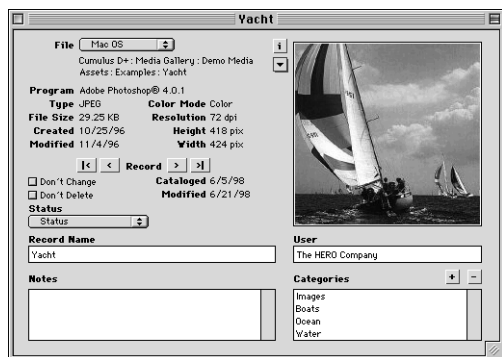 Yacht
File Mac OS
i
Cumulus D+: Media Gallery : Demo Media
Assets : Examples : Yacht
Program Adobe Photoshop® 4.0.1
Type JPEG Color Mode Color
File Size 29.25 KB Resolution 72 dpi
Created 10/25/96 Height 418 pix
Modified 11/4/96 Width 424 pix
|< < Record > >|
Don't Change Cataloged 6/5/98
Don't Delete Modified 6/21/98
Status
Status
Record Name User
Yacht The HERO Company
Notes Categories + -
Images
Boats
Ocean
Water